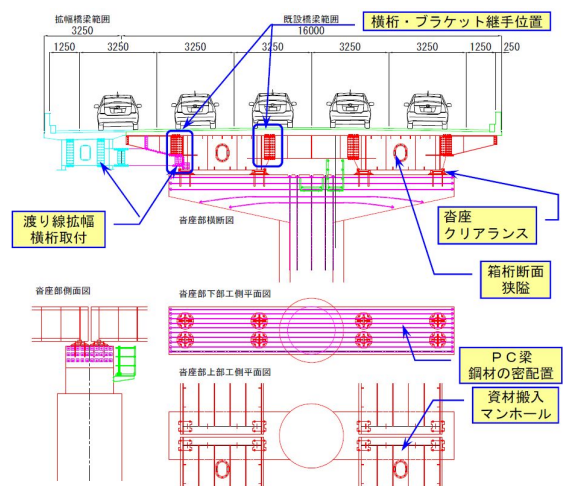 拡幅橋梁範囲
3250
既設橋梁範囲
16000
横桁・ブラケット継手位置
1250
1250
3250
3250
3250
3250
3250
1250
250
渡り線拡幅
横桁取付
沓座部横断図
沓座
クリアランス
箱桁断面
狭隘
沓座部側面図
沓座部下部工側平面図
ＰＣ梁
鋼材の密配置
沓座部上部工側平面図
資材搬入
マンホール